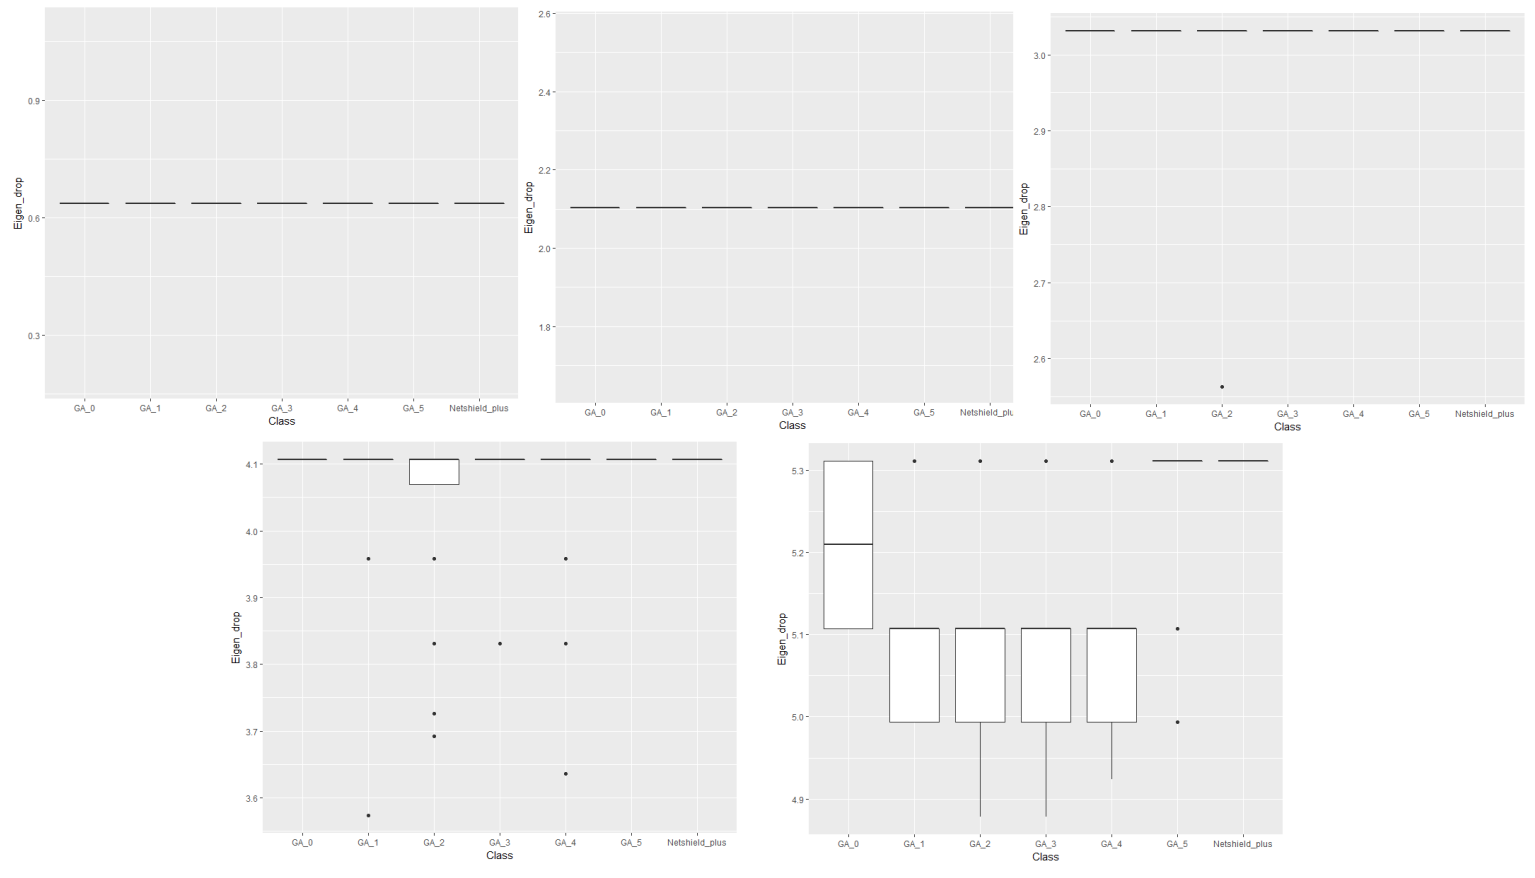 Eigen_drop
0.9
0.6
0.3
GA_0 GA_1 GA_2 GA_3 GA_4 GA_5 Netshield_plus
Class
Eigen_drop
2.6
2.4
2.2
2.0
1.8
GA_0 GA_1 GA_2 GA_3 GA_4 GA_5 Netshield_plu
Class
Eigen_drop
3.0
2.9
2.8
2.7
2.6
GA_0 GA_1 GA_2 GA_3 GA_4 GA_5 Netshield_plus
Class
Eigen_drop
4.1
4.0
3.9
3.8
3.7
3.6
GA_0 GA_1 GA_2 GA_3 GA_4 GA_5 Netshield_plus
Class
Eigen_drop
5.3
5.2
5.1
5.0
4.9
GA_0 GA_1 GA_2 GA_3 GA_4 GA_5 Netshield_plus
Class